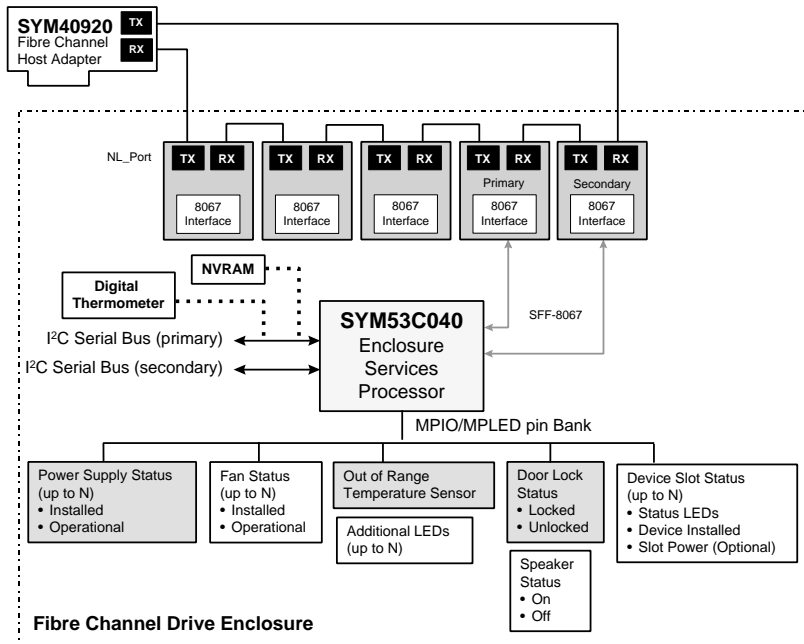 SYM40920
Fibre Channel
Host Adapter
TX
RX
NL_Port
TX
RX
TX
RX
TX
RX
TX
RX
TX
RX
Primary
Secondary
8067
Interface
8067
Interface
8067
Interface
8067
Interface
8067
Interface
NVRAM
Digital
Thermometer
I²C Serial Bus (primary)
I²C Serial Bus (secondary)
SYM53C040
Enclosure
Services
Processor
SFF-8067
MPIO/MPLED pin Bank
Power Supply Status
(up to N)
• Installed
• Operational
Fan Status
(up to N)
• Installed
• Operational
Out of Range
Temperature Sensor
Additional LEDs
(up to N)
Door Lock
Status
• Locked
• Unlocked
Speaker
Status
• On
• Off
Device Slot Status
(up to N)
• Status LEDs
• Device Installed
• Slot Power (Optional)
Fibre Channel Drive Enclosure